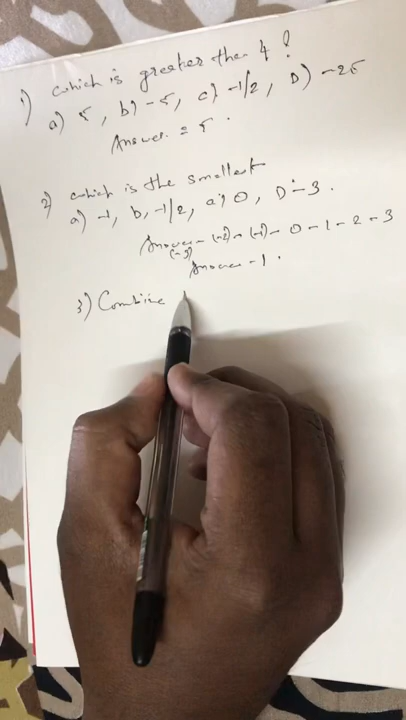 1) which is greater than 4 ?
a) 5 , b) -5, c) -1/2 , D) -25
Answer = 5 .
2) which is the smallest
a) -1, b, -1/2, a) 0, D -3 .
Answer - (-2) - (-1) - 0 - 1 - 2 - 3
(-3)
Answer - 1 .
3) Combine